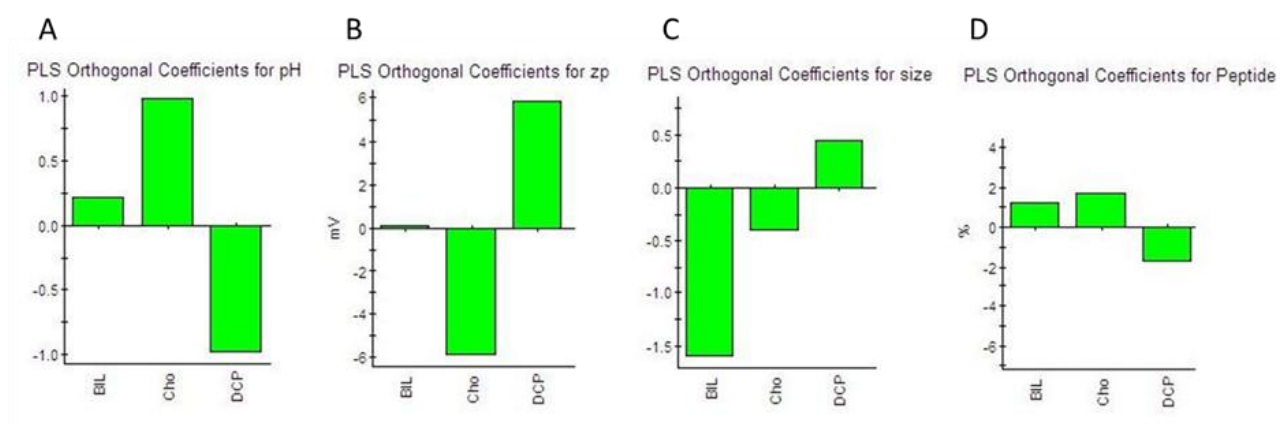 A
B
C
D
PLS Orthogonal Coefficients for pH
PLS Orthogonal Coefficients for zp
PLS Orthogonal Coefficients for size
PLS Orthogonal Coefficients for Peptide
1.0
0.5
0.0
-0.5
-1.0
BIL
Cho
DCP
mV
6
4
2
0
-2
-4
-6
BIL
Cho
DCP
0.5
0.0
-0.5
-1.0
-1.5
BIL
Cho
DCP
%
4
2
0
-2
-4
-6
BIL
Cho
DCP